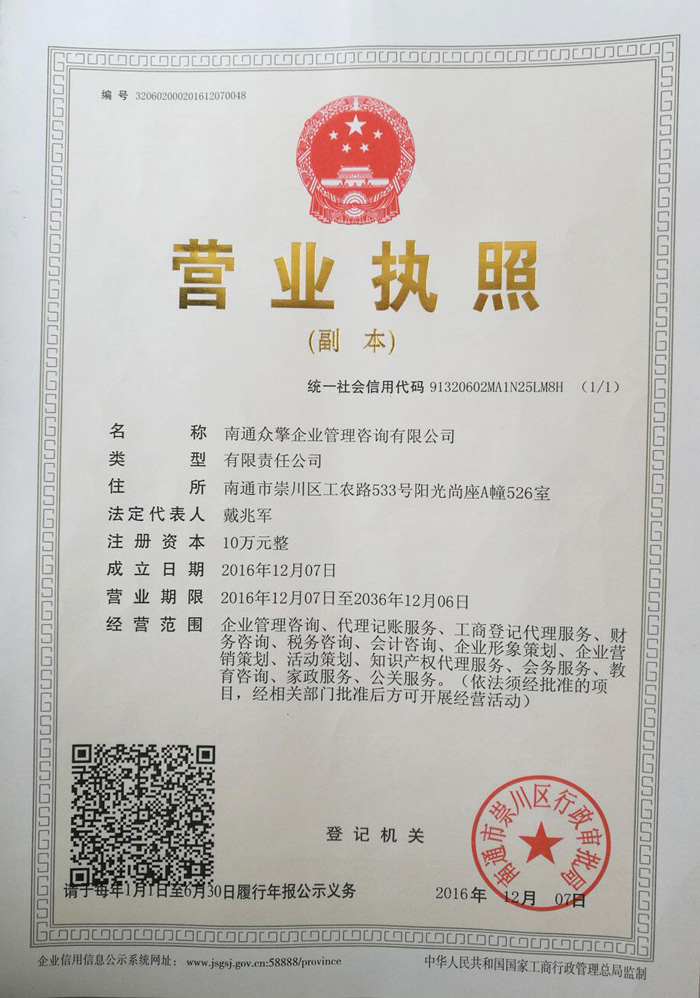 编 号 320602000201612070048
营业执照
(副 本)
统一社会信用代码 91320602MA1N25LM8H （1/1）
名 称 南通众擎企业管理咨询有限公司
类 型 有限责任公司
住 所 南通市崇川区工农路533号阳光尚座A幢526室
法定代表人 戴兆军
注册资本 10万元整
成立日期 2016年12月07日
营业期限 2016年12月07日至2036年12月06日
经营范围 企业管理咨询、代理记账服务、工商登记代理服务、财
务咨询、税务咨询、会计咨询、企业形象策划、企业营
销策划、活动策划、知识产权代理服务、会务服务、教
育咨询、家政服务、公关服务。（依法须经批准的项
目，经相关部门批准后方可开展经营活动）
登记机关
南通市崇川区行政审批局
请于每年1月1日至6月30日履行年报公示义务
2016年 12月 07日
企业信用信息公示系统网址： www.jsgsj.gov.cn:58888/province
中华人民共和国国家工商行政管理总局监制